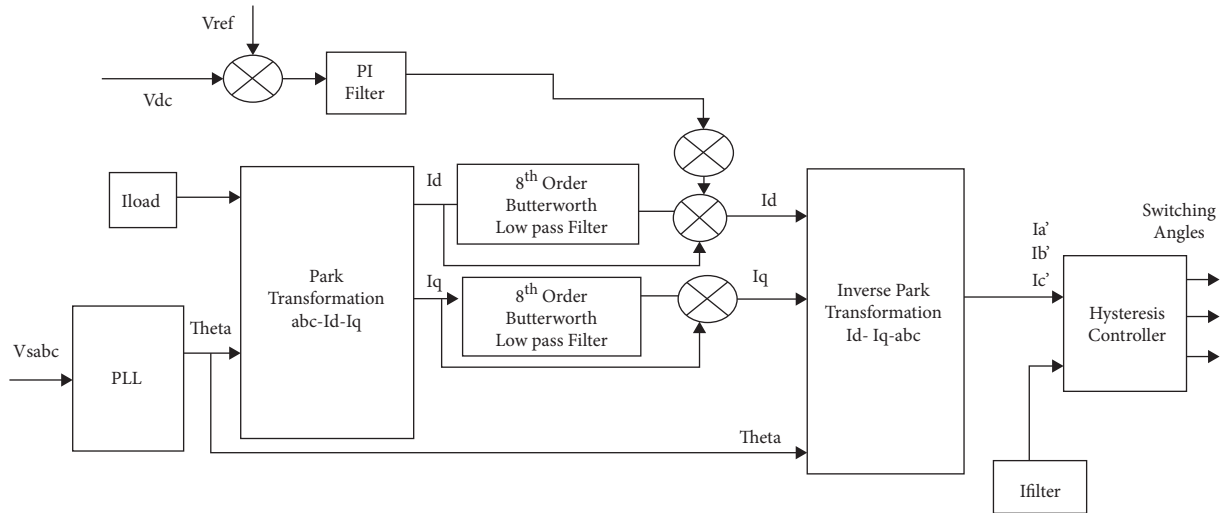 Vref
Vdc
PI
Filter
Iload
Id
8th Order
Butterworth
Low pass Filter
Id
Park
Transformation
abc-Id-Iq
Iq
8th Order
Butterworth
Low pass Filter
Iq
Inverse Park
Transformation
Id- Iq-abc
Ia’
Ib’
Ic’
Switching
Angles
Hysteresis
Controller
Vsabc
PLL
Theta
Theta
Ifilter